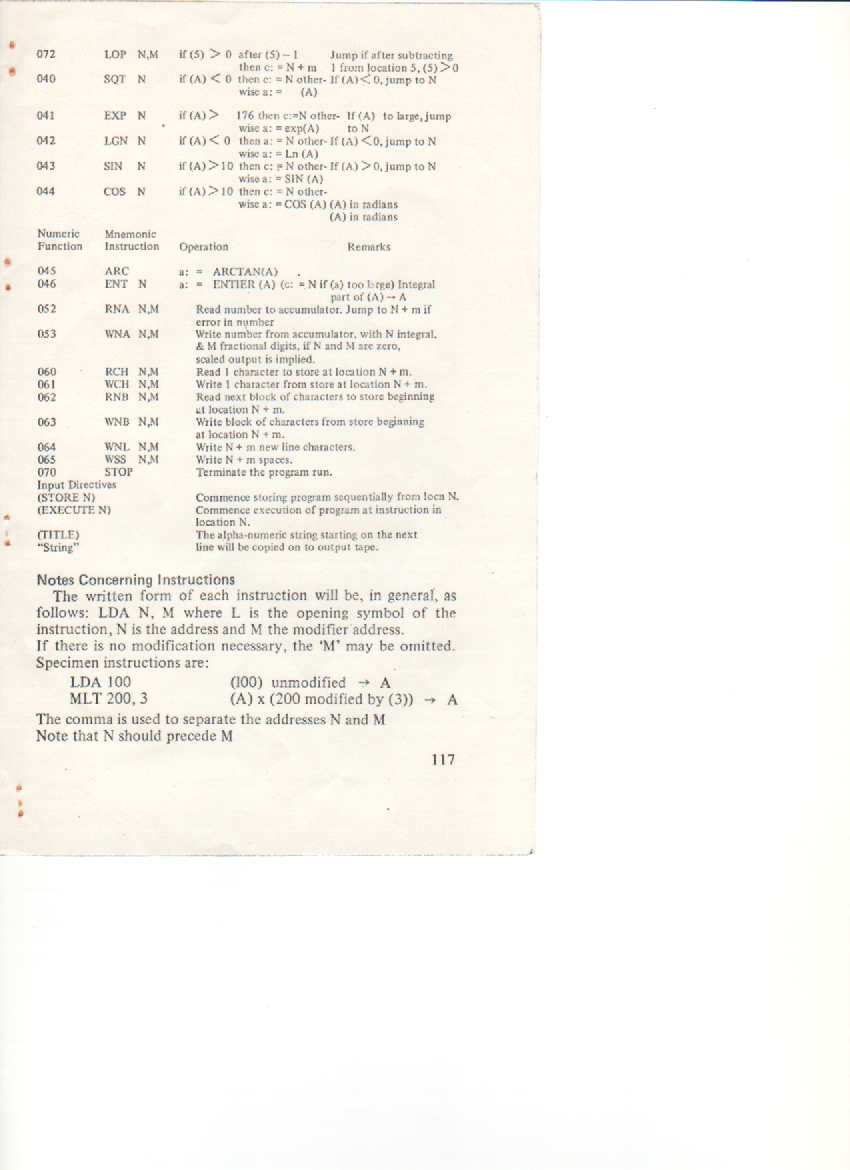 072 LOP N,M if (5) > 0 after (5) – 1 Jump if after subtracting
then c: = N + m 1 from location 5, (5) > 0
040 SQT N if (A) < 0 then c: = N other- If (A) < 0, jump to N
wise a: = (A)
041 EXP N if (A) > 176 then c:=N other- If (A) to large, jump
wise a: = exp(A) to N
042 LGN N if (A) < 0 then a: = N other- If (A) <0, jump to N
wise a: = Ln (A)
043 SIN N if (A) > 10 then c: = N other- If (A) > 0, jump to N
wise a: = SIN (A)
044 COS N if (A) > 10 then c: = N other-
wise a: = COS (A) (A) in radians
(A) in radians
Numeric Mnemonic
Function Instruction Operation Remarks
045 ARC a: = ARCTAN(A)
046 ENT N a: = ENTIER (A) (c: = N if (a) too large) Integral
part of (A) → A
052 RNA N,M Read number to accumulator. Jump to N + m if
error in number
053 WNA N,M Write number from accumulator, with N integral,
& M fractional digits, if N and M are zero,
scaled output is implied.
060 RCH N,M Read 1 character to store at location N + m.
061 WCH N,M Write 1 character from store at location N + m.
062 RNB N,M Read next block of characters to store beginning
at location N + m.
063 WNB N,M Write block of characters from store beginning
at location N + m.
064 WNL N,M Write N + m new line characters.
065 WSS N,M Write N + m spaces.
070 STOP Terminate the program run.
Input Directives
(STORE N) Commence storing program sequentially from locn N.
(EXECUTE N) Commence execution of program at instruction in
location N.
(TITLE) The alpha-numeric string starting on the next
"String" line will be copied on to output tape.
Notes Concerning Instructions
The written form of each instruction will be, in general, as
follows: LDA N, M where L is the opening symbol of the
instruction, N is the address and M the modifier address.
If there is no modification necessary, the 'M' may be omitted.
Specimen instructions are:
LDA 100 (100) unmodified → A
MLT 200, 3 (A) x (200 modified by (3)) → A
The comma is used to separate the addresses N and M
Note that N should precede M
117